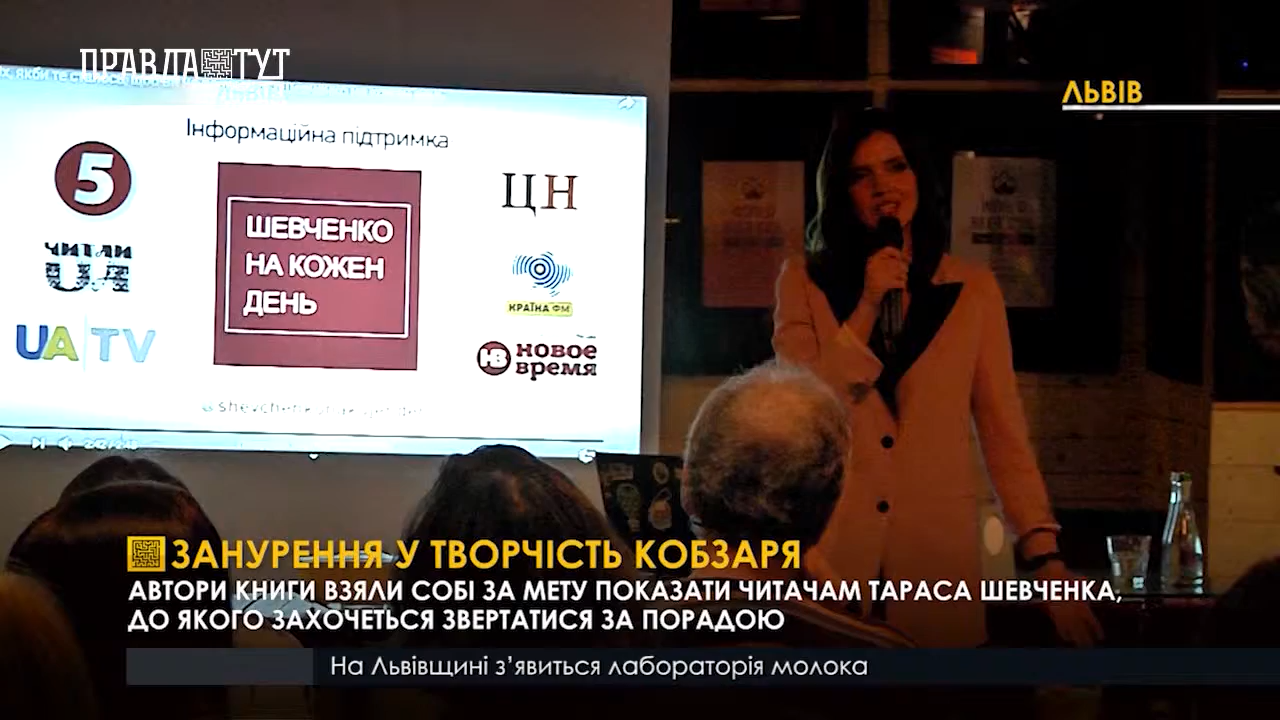 ПРАВДА ТУТ
ЛЬВІВ
Інформаційна підтримка
5
ЧИТАЙ
UA
UA TV
ШЕВЧЕНКО
НА КОЖЕН
ДЕНЬ
ЦН
КРАЇНА ФМ
НВ НОВОЕ
ВРЕМЯ
ЗАНУРЕННЯ У ТВОРЧІСТЬ КОБЗАРЯ
АВТОРИ КНИГИ ВЗЯЛИ СОБІ ЗА МЕТУ ПОКАЗАТИ ЧИТАЧАМ ТАРАСА ШЕВЧЕНКА,
ДО ЯКОГО ЗАХОЧЕТЬСЯ ЗВЕРТАТИСЯ ЗА ПОРАДОЮ
На Львівщині з’явиться лабораторія молока